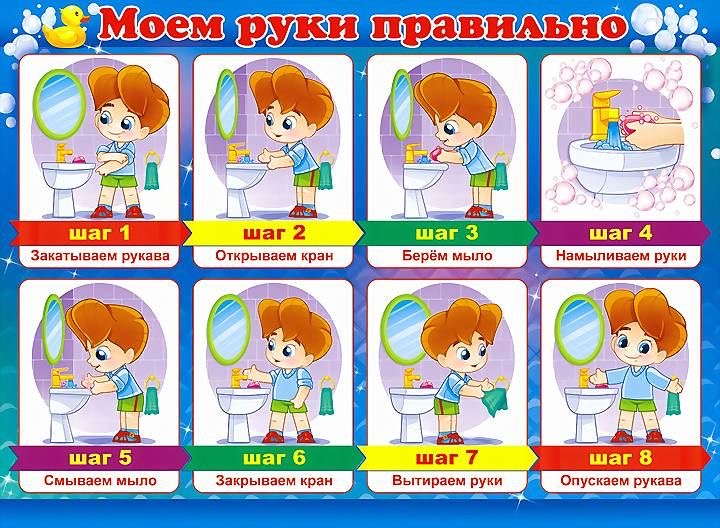 Моем руки правильно
шаг 1
Закатываем рукава
шаг 2
Открываем кран
шаг 3
Берём мыло
шаг 4
Намыливаем руки
шаг 5
Смываем мыло
шаг 6
Закрываем кран
шаг 7
Вытираем руки
шаг 8
Опускаем рукава